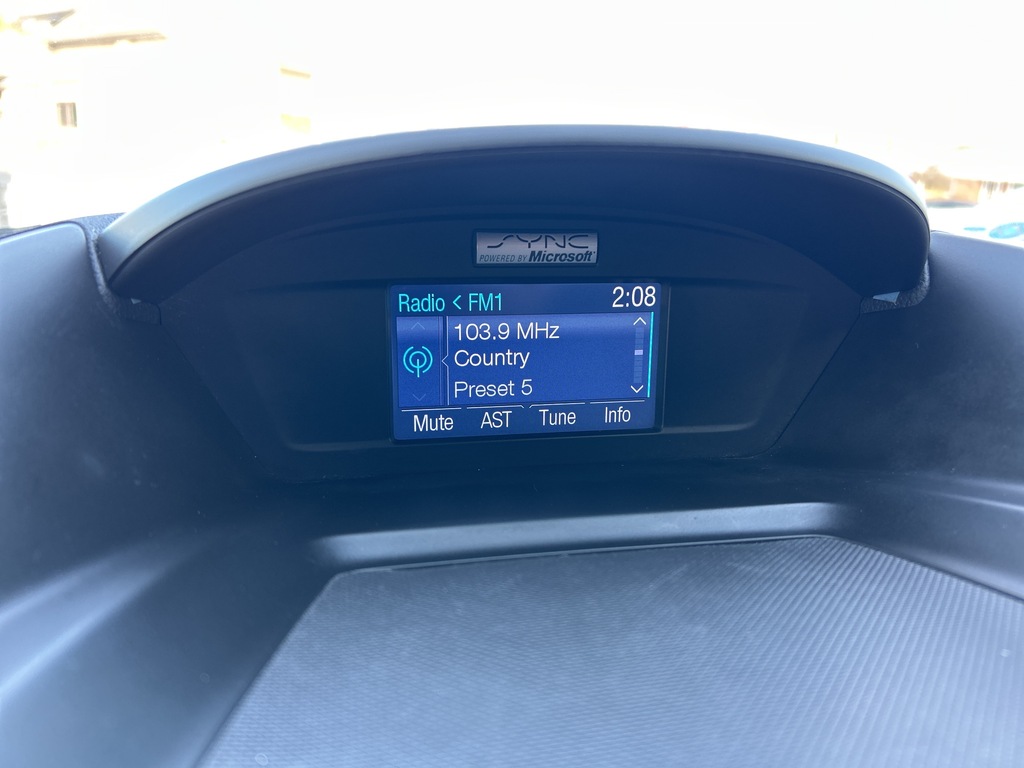 SYNC
POWERED BY Microsoft
Radio < FM1 2:08
103.9 MHz
Country
Preset 5
Mute AST Tune Info